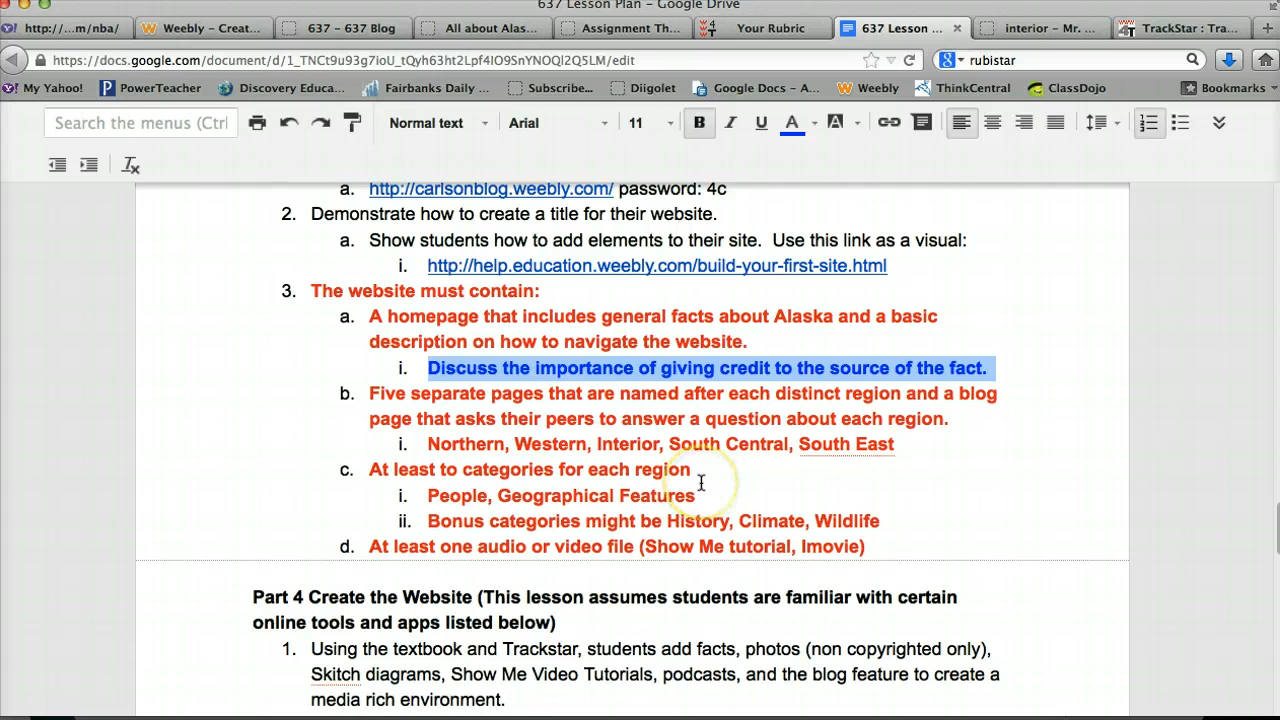 637 Lesson Plan - Google Drive
http://...m/nba/
Weebly - Creat...
637 - 637 Blog
All about Alas...
Assignment Th...
Your Rubric
637 Lesson ...
interior - Mr. ...
TrackStar : Tra...
https://docs.google.com/document/d/1_TNCt9u93g7ioU_tQyh63ht2Lpf4IO9SnYNOQl2Q5LM/edit
rubistar
My Yahoo!
PowerTeacher
Discovery Educa...
Fairbanks Daily ...
Subscribe...
Diigolet
Google Docs - A...
Weebly
ThinkCentral
ClassDojo
Bookmarks
Search the menus (Ctrl
Normal text
Arial
11
B I U A A
a. http://carlsonblog.weebly.com/ password: 4c
2. Demonstrate how to create a title for their website.
a. Show students how to add elements to their site. Use this link as a visual:
i. http://help.education.weebly.com/build-your-first-site.html
3. The website must contain:
a. A homepage that includes general facts about Alaska and a basic
description on how to navigate the website.
i. Discuss the importance of giving credit to the source of the fact.
b. Five separate pages that are named after each distinct region and a blog
page that asks their peers to answer a question about each region.
i. Northern, Western, Interior, South Central, South East
c. At least to categories for each region
i. People, Geographical Features
ii. Bonus categories might be History, Climate, Wildlife
d. At least one audio or video file (Show Me tutorial, Imovie)
Part 4 Create the Website (This lesson assumes students are familiar with certain
online tools and apps listed below)
1. Using the textbook and Trackstar, students add facts, photos (non copyrighted only),
Skitch diagrams, Show Me Video Tutorials, podcasts, and the blog feature to create a
media rich environment.